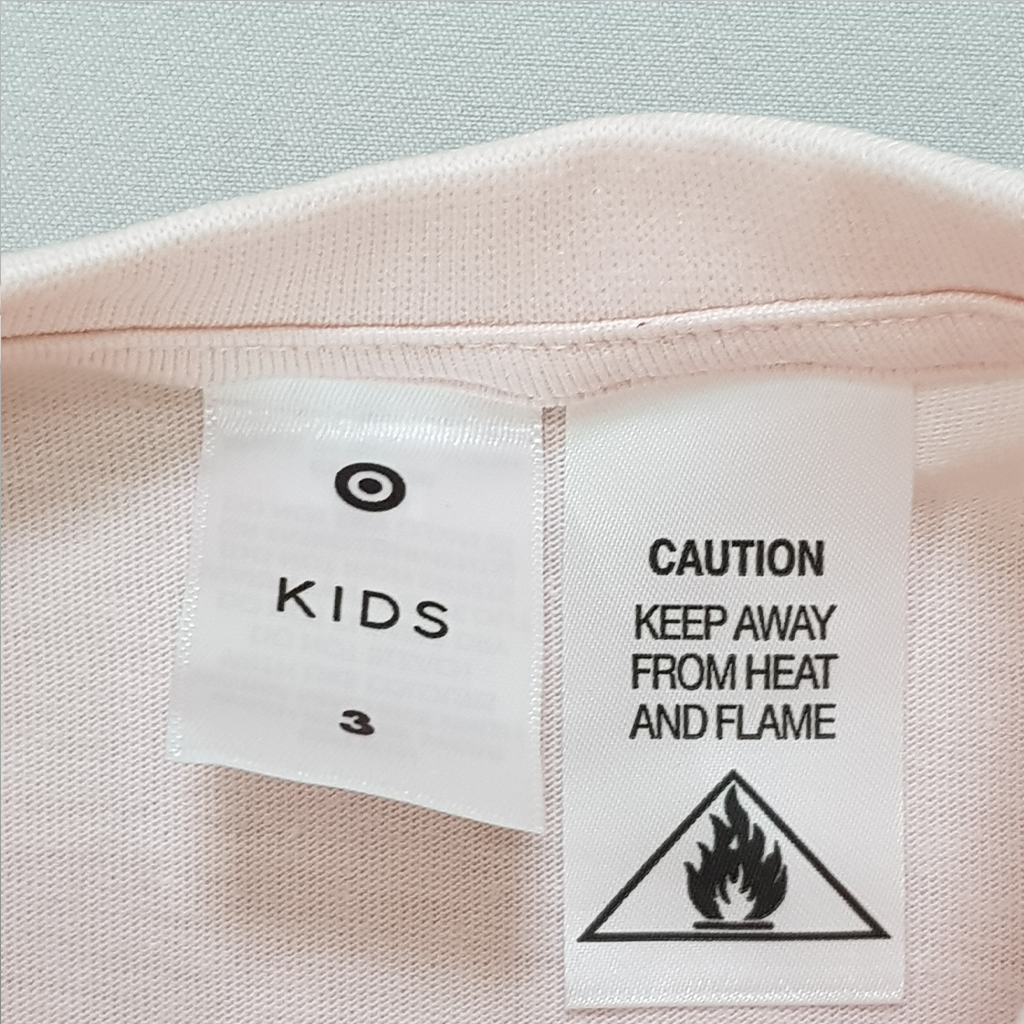 KIDS
3
CAUTION
KEEP AWAY
FROM HEAT
AND FLAME